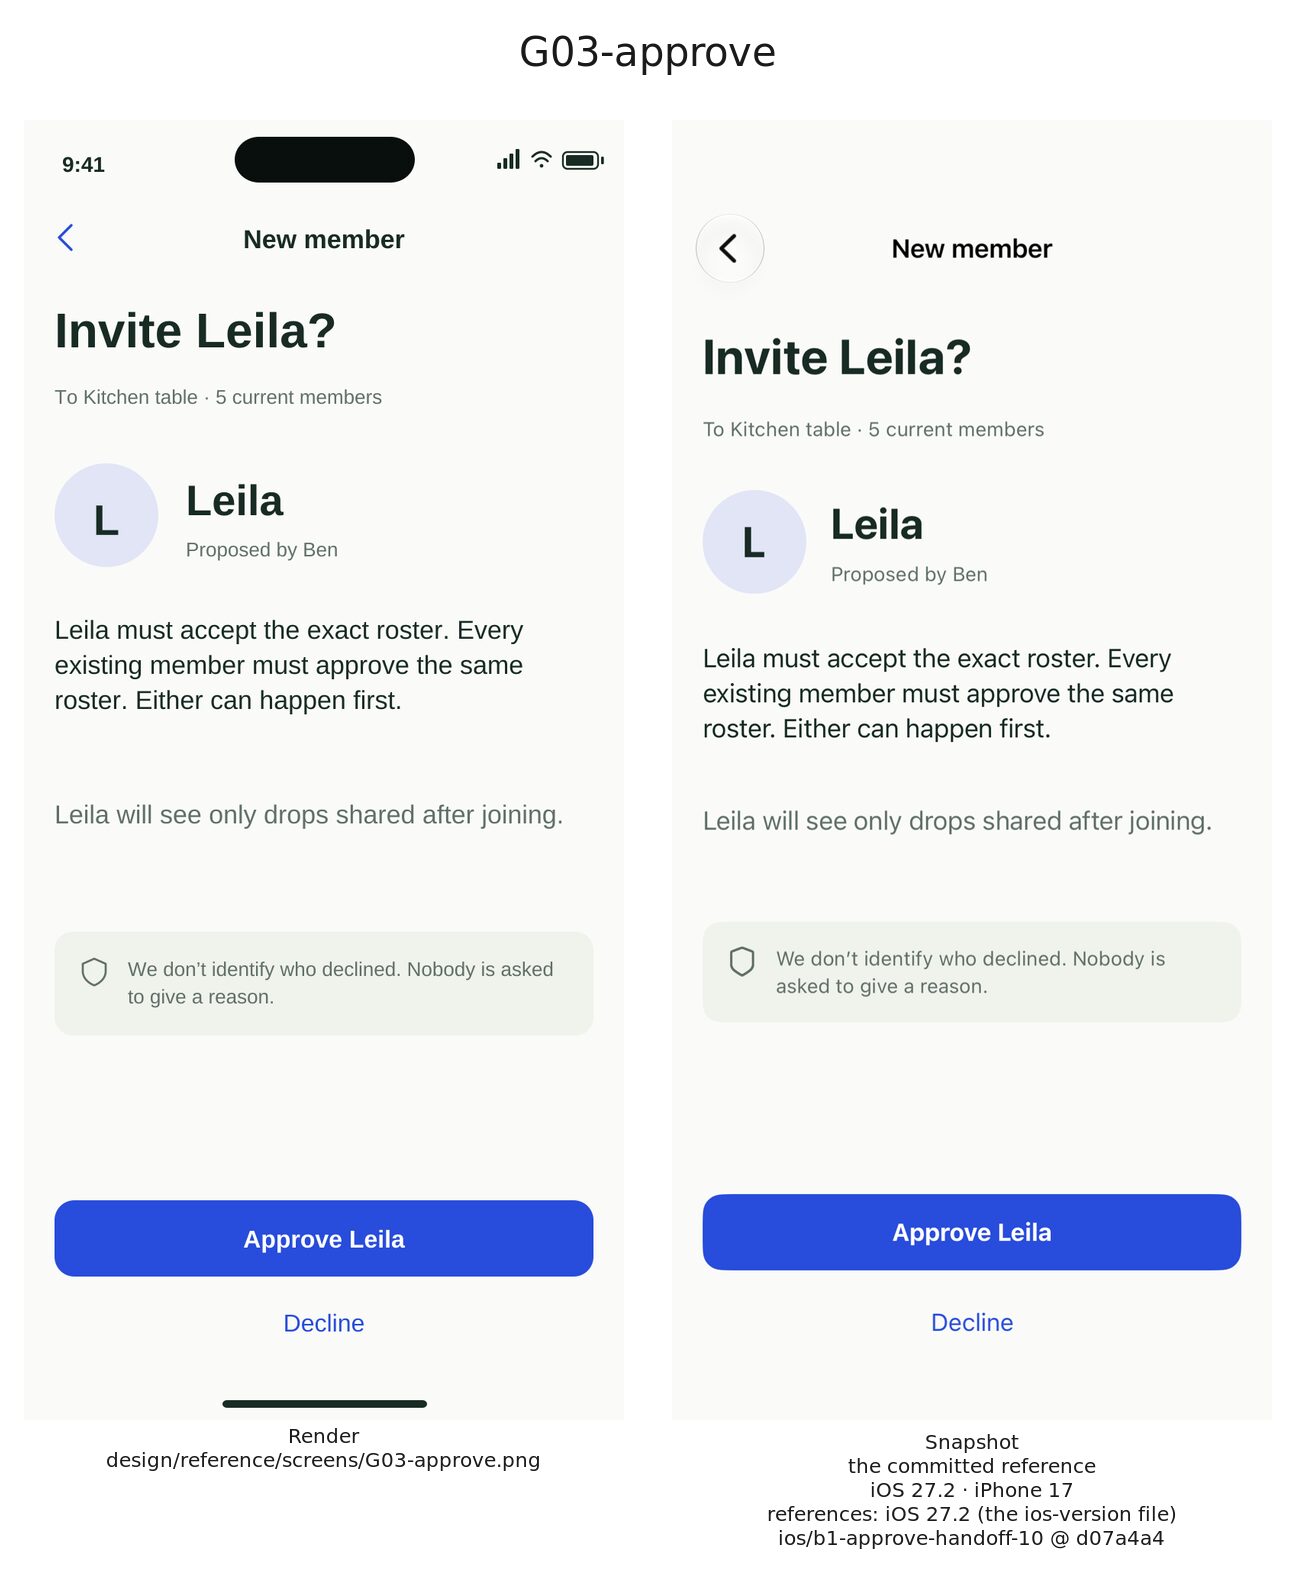 G03-approve
9:41
New member
Invite Leila?
To Kitchen table · 5 current members
L
Leila
Proposed by Ben
Leila must accept the exact roster. Every
existing member must approve the same
roster. Either can happen first.
Leila will see only drops shared after joining.
We don’t identify who declined. Nobody is asked
to give a reason.
Approve Leila
Decline
Render
design/reference/screens/G03-approve.png
New member
Invite Leila?
To Kitchen table · 5 current members
L
Leila
Proposed by Ben
Leila must accept the exact roster. Every
existing member must approve the same
roster. Either can happen first.
Leila will see only drops shared after joining.
We don’t identify who declined. Nobody is
asked to give a reason.
Approve Leila
Decline
Snapshot
the committed reference
iOS 27.2 · iPhone 17
references: iOS 27.2 (the ios-version file)
ios/b1-approve-handoff-10 @ d07a4a4